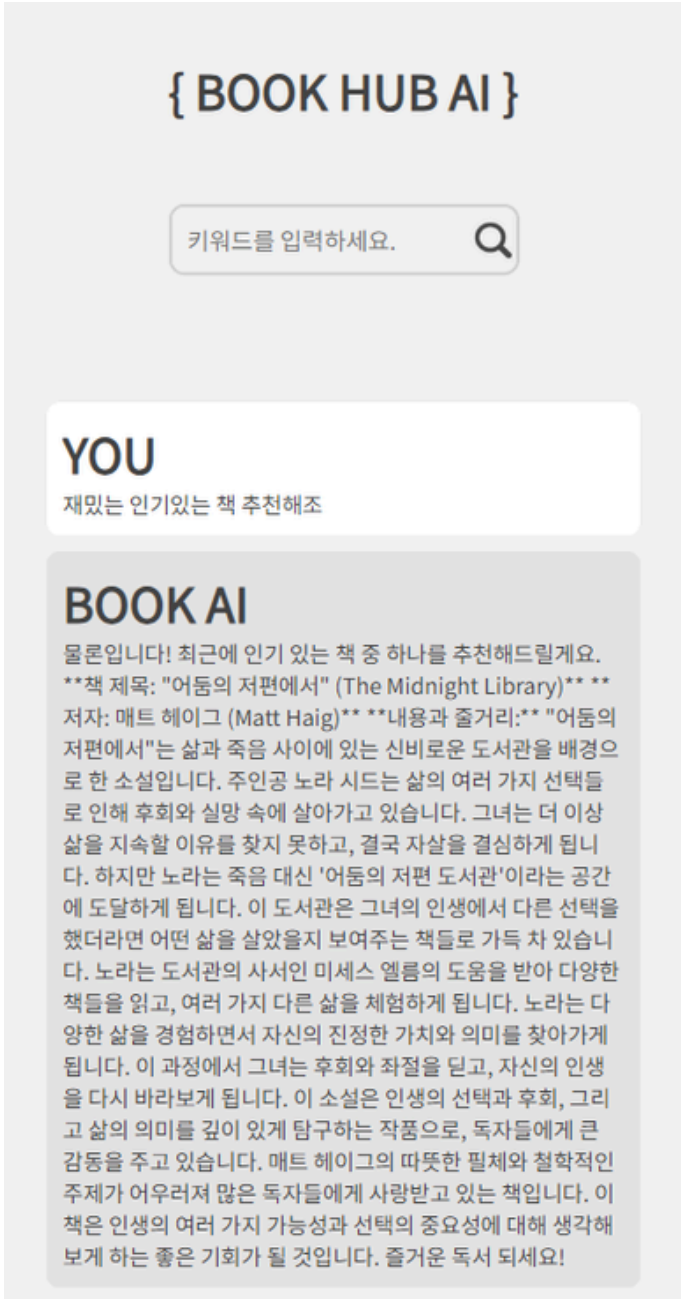 { BOOK HUB AI }
키워드를 입력하세요.
YOU
재밌는 인기있는 책 추천해조
BOOK AI
물론입니다! 최근에 인기 있는 책 중 하나를 추천해드릴게요.
**책 제목: "어둠의 저편에서" (The Midnight Library)** **
저자: 매트 헤이그 (Matt Haig)** **내용과 줄거리:** "어둠의
저편에서"는 삶과 죽음 사이에 있는 신비로운 도서관을 배경으
로 한 소설입니다. 주인공 노라 시드는 삶의 여러 가지 선택들
로 인해 후회와 실망 속에 살아가고 있습니다. 그녀는 더 이상
삶을 지속할 이유를 찾지 못하고, 결국 자살을 결심하게 됩니
다. 하지만 노라는 죽음 대신 '어둠의 저편 도서관'이라는 공간
에 도달하게 됩니다. 이 도서관은 그녀의 인생에서 다른 선택을
했더라면 어떤 삶을 살았을지 보여주는 책들로 가득 차 있습니
다. 노라는 도서관의 사서인 미세스 엘름의 도움을 받아 다양한
책들을 읽고, 여러 가지 다른 삶을 체험하게 됩니다. 노라는 다
양한 삶을 경험하면서 자신의 진정한 가치와 의미를 찾아가게
됩니다. 이 과정에서 그녀는 후회와 좌절을 딛고, 자신의 인생
을 다시 바라보게 됩니다. 이 소설은 인생의 선택과 후회, 그리
고 삶의 의미를 깊이 있게 탐구하는 작품으로, 독자들에게 큰
감동을 주고 있습니다. 매트 헤이그의 따뜻한 필체와 철학적인
주제가 어우러져 많은 독자들에게 사랑받고 있는 책입니다. 이
책은 인생의 여러 가지 가능성과 선택의 중요성에 대해 생각해
보게 하는 좋은 기회가 될 것입니다. 즐거운 독서 되세요!